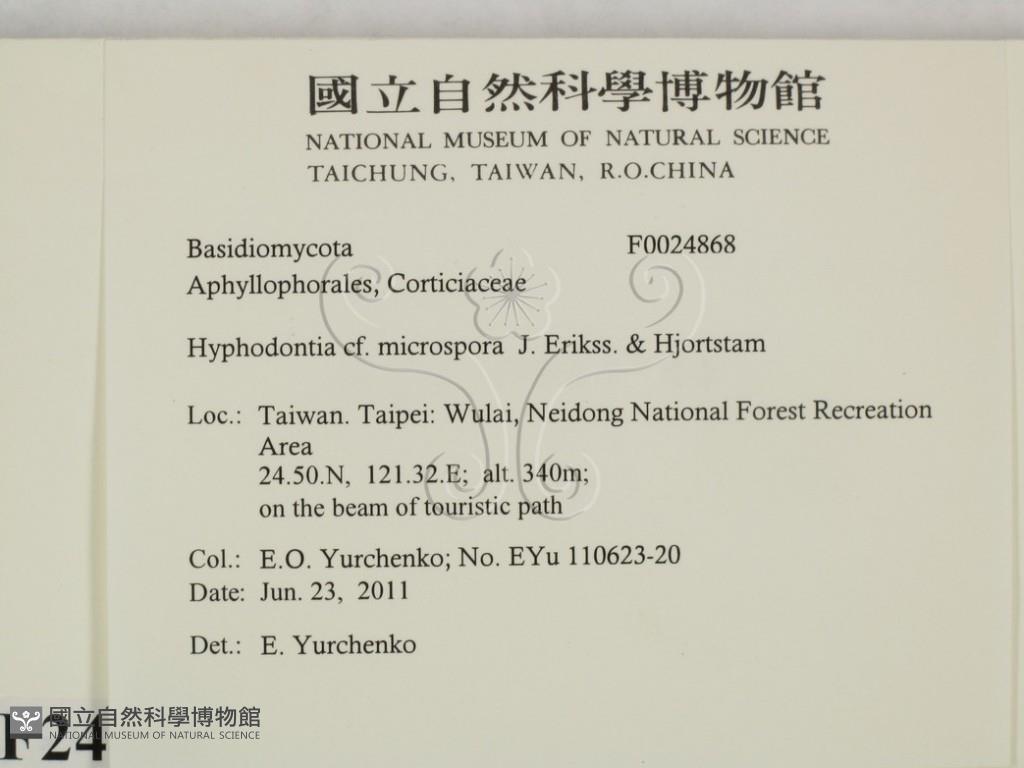 國立自然科學博物館
NATIONAL MUSEUM OF NATURAL SCIENCE
TAICHUNG, TAIWAN, R.O.CHINA
Basidiomycota F0024868
Aphyllophorales, Corticiaceae
Hyphodontia cf. microspora J. Erikss. & Hjortstam
Loc.: Taiwan. Taipei: Wulai, Neidong National Forest Recreation
Area
24.50.N, 121.32.E; alt. 340m;
on the beam of touristic path
Col.: E.O. Yurchenko; No. EYu 110623-20
Date: Jun. 23, 2011
Det.: E. Yurchenko
F24
國立自然科學博物館
NATIONAL MUSEUM OF NATURAL SCIENCE